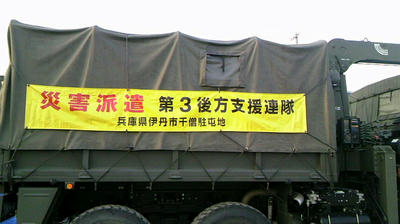 災害派遣 第3後方支援連隊
兵庫県伊丹市千僧駐屯地